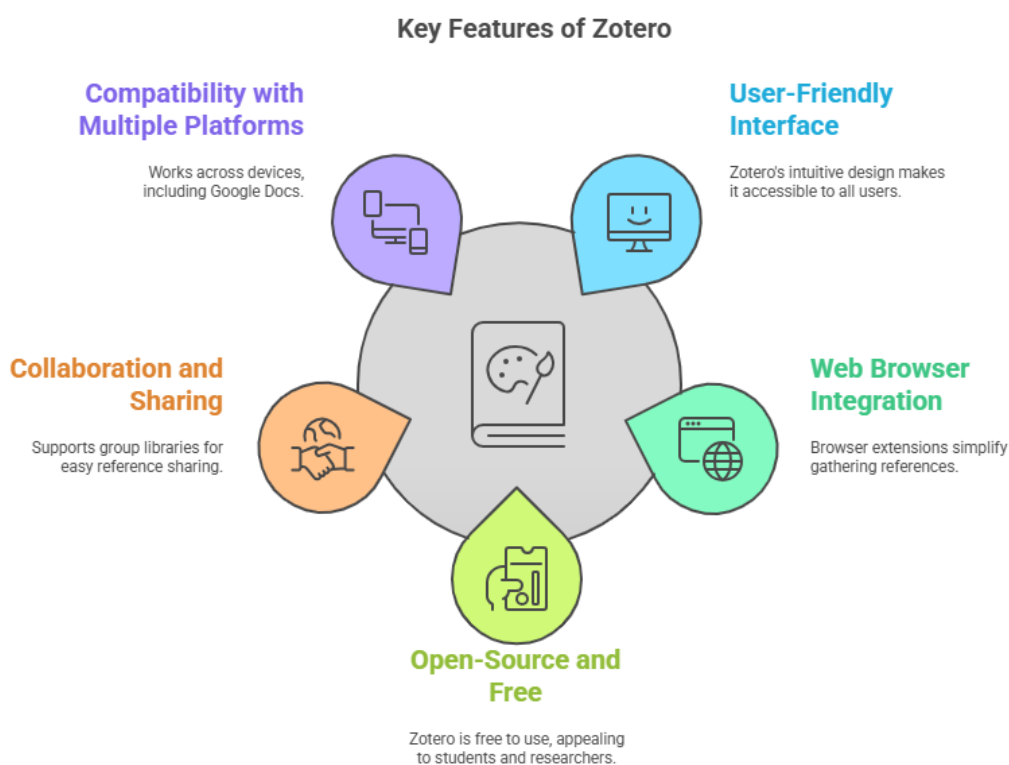 Key Features of Zotero
Compatibility with
Multiple Platforms
Works across devices,
including Google Docs.
User-Friendly
Interface
Zotero's intuitive design makes
it accessible to all users.
Collaboration and
Sharing
Supports group libraries for
easy reference sharing.
Web Browser
Integration
Browser extensions simplify
gathering references.
Open-Source and
Free
Zotero is free to use, appealing
to students and researchers.